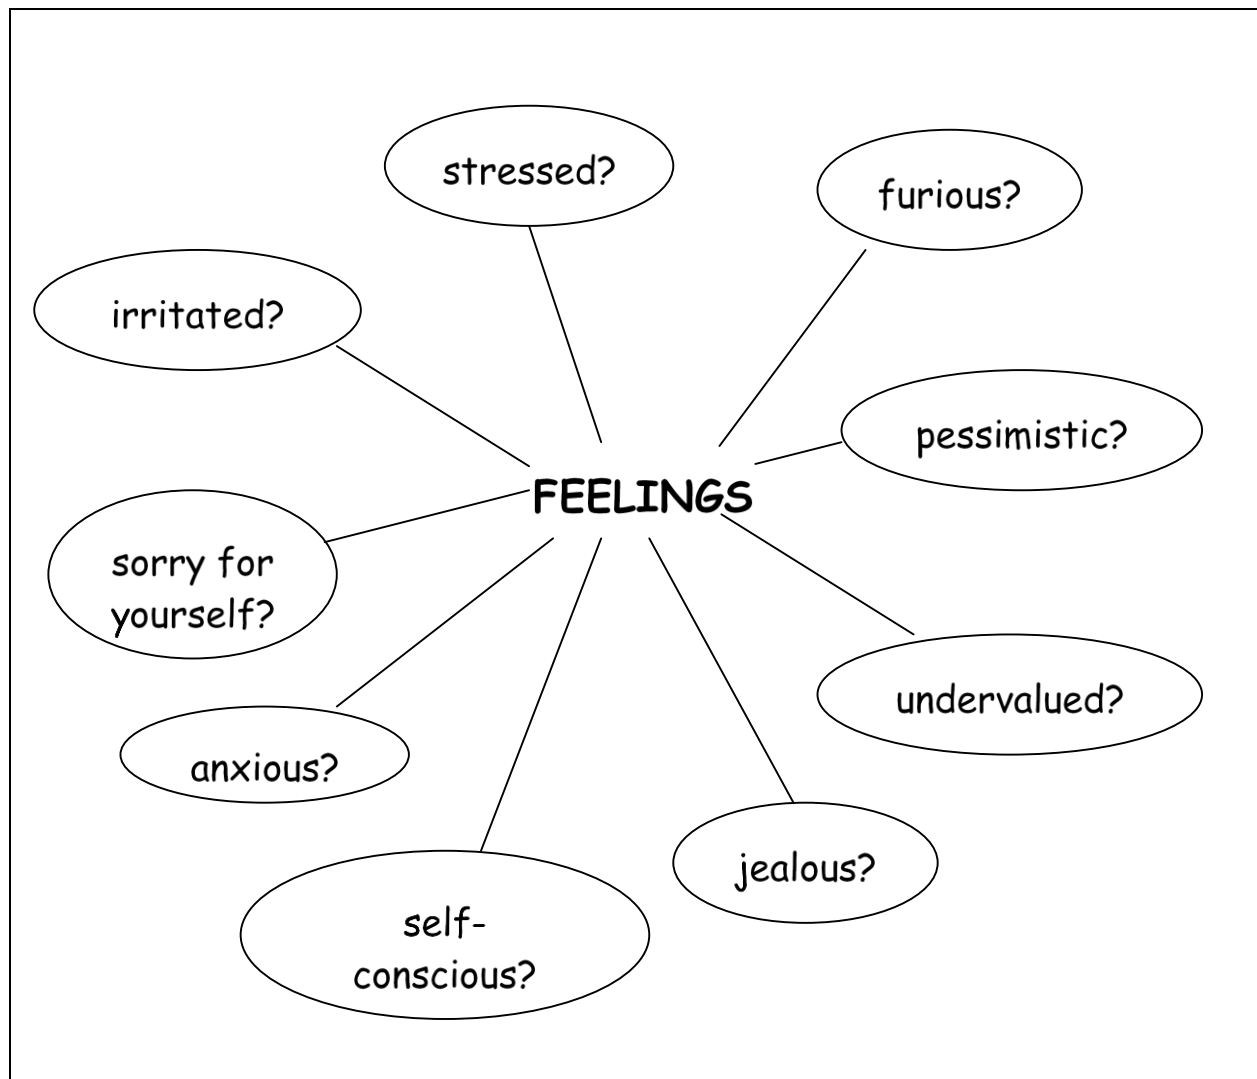 stressed?
furious?
irritated?
pessimistic?
FEELINGS
sorry for
yourself?
undervalued?
anxious?
jealous?
self-
conscious?